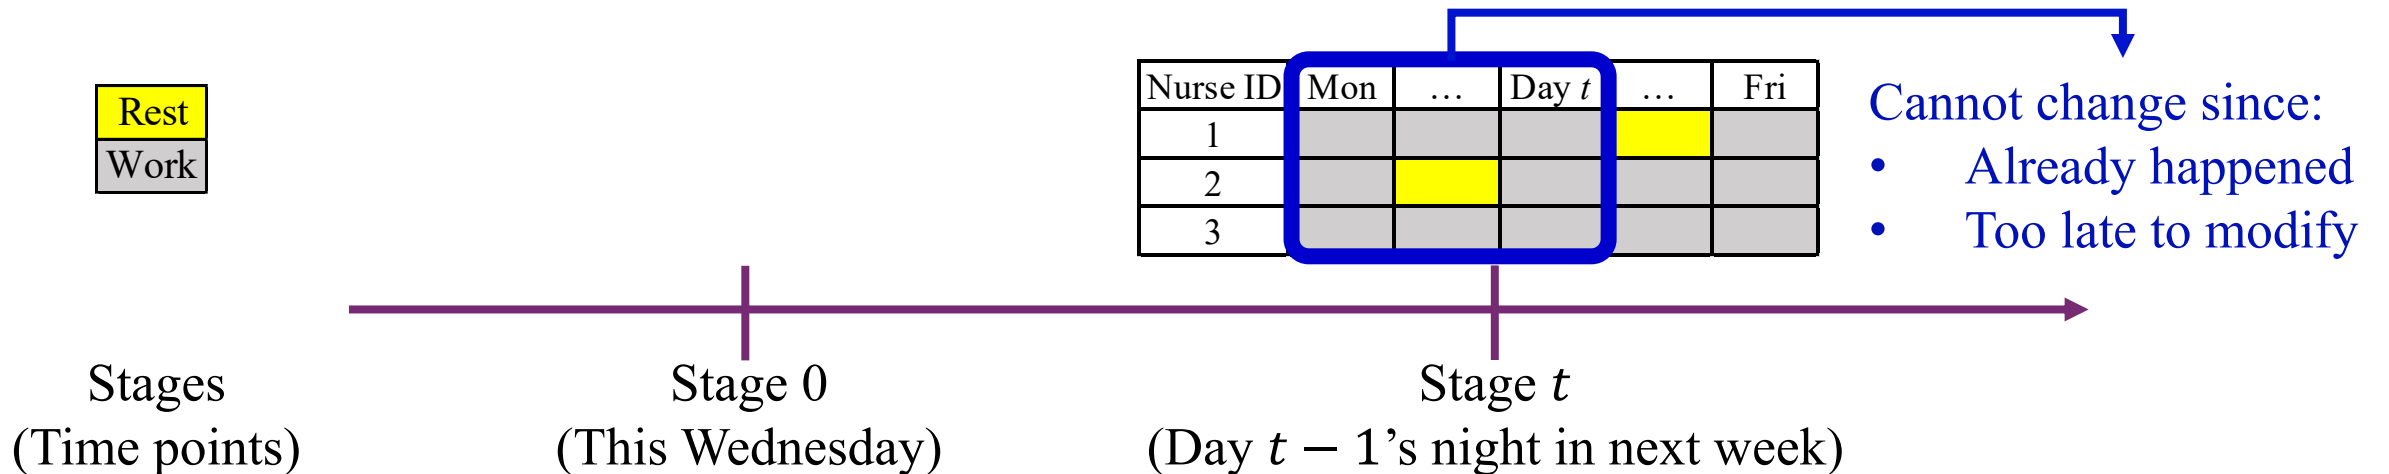 Rest
Work
Nurse ID Mon … Day t … Fri
1
2
3
Cannot change since:
• Already happened
• Too late to modify
Stages
(Time points)
Stage 0
(This Wednesday)
Stage t
(Day t − 1’s night in next week)